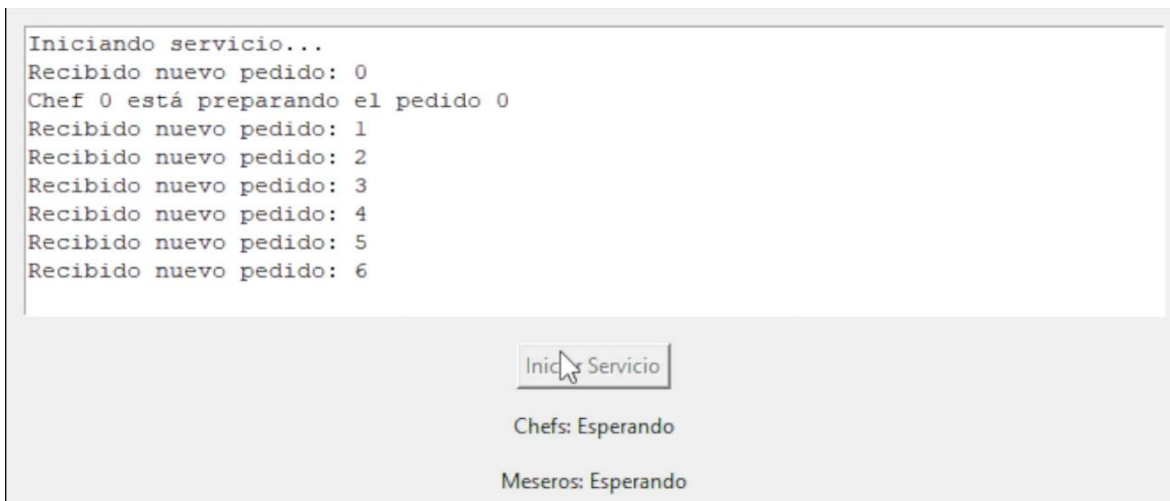 Iniciando servicio...
Recibido nuevo pedido: 0
Chef 0 está preparando el pedido 0
Recibido nuevo pedido: 1
Recibido nuevo pedido: 2
Recibido nuevo pedido: 3
Recibido nuevo pedido: 4
Recibido nuevo pedido: 5
Recibido nuevo pedido: 6
Iniciar Servicio
Chefs: Esperando
Meseros: Esperando